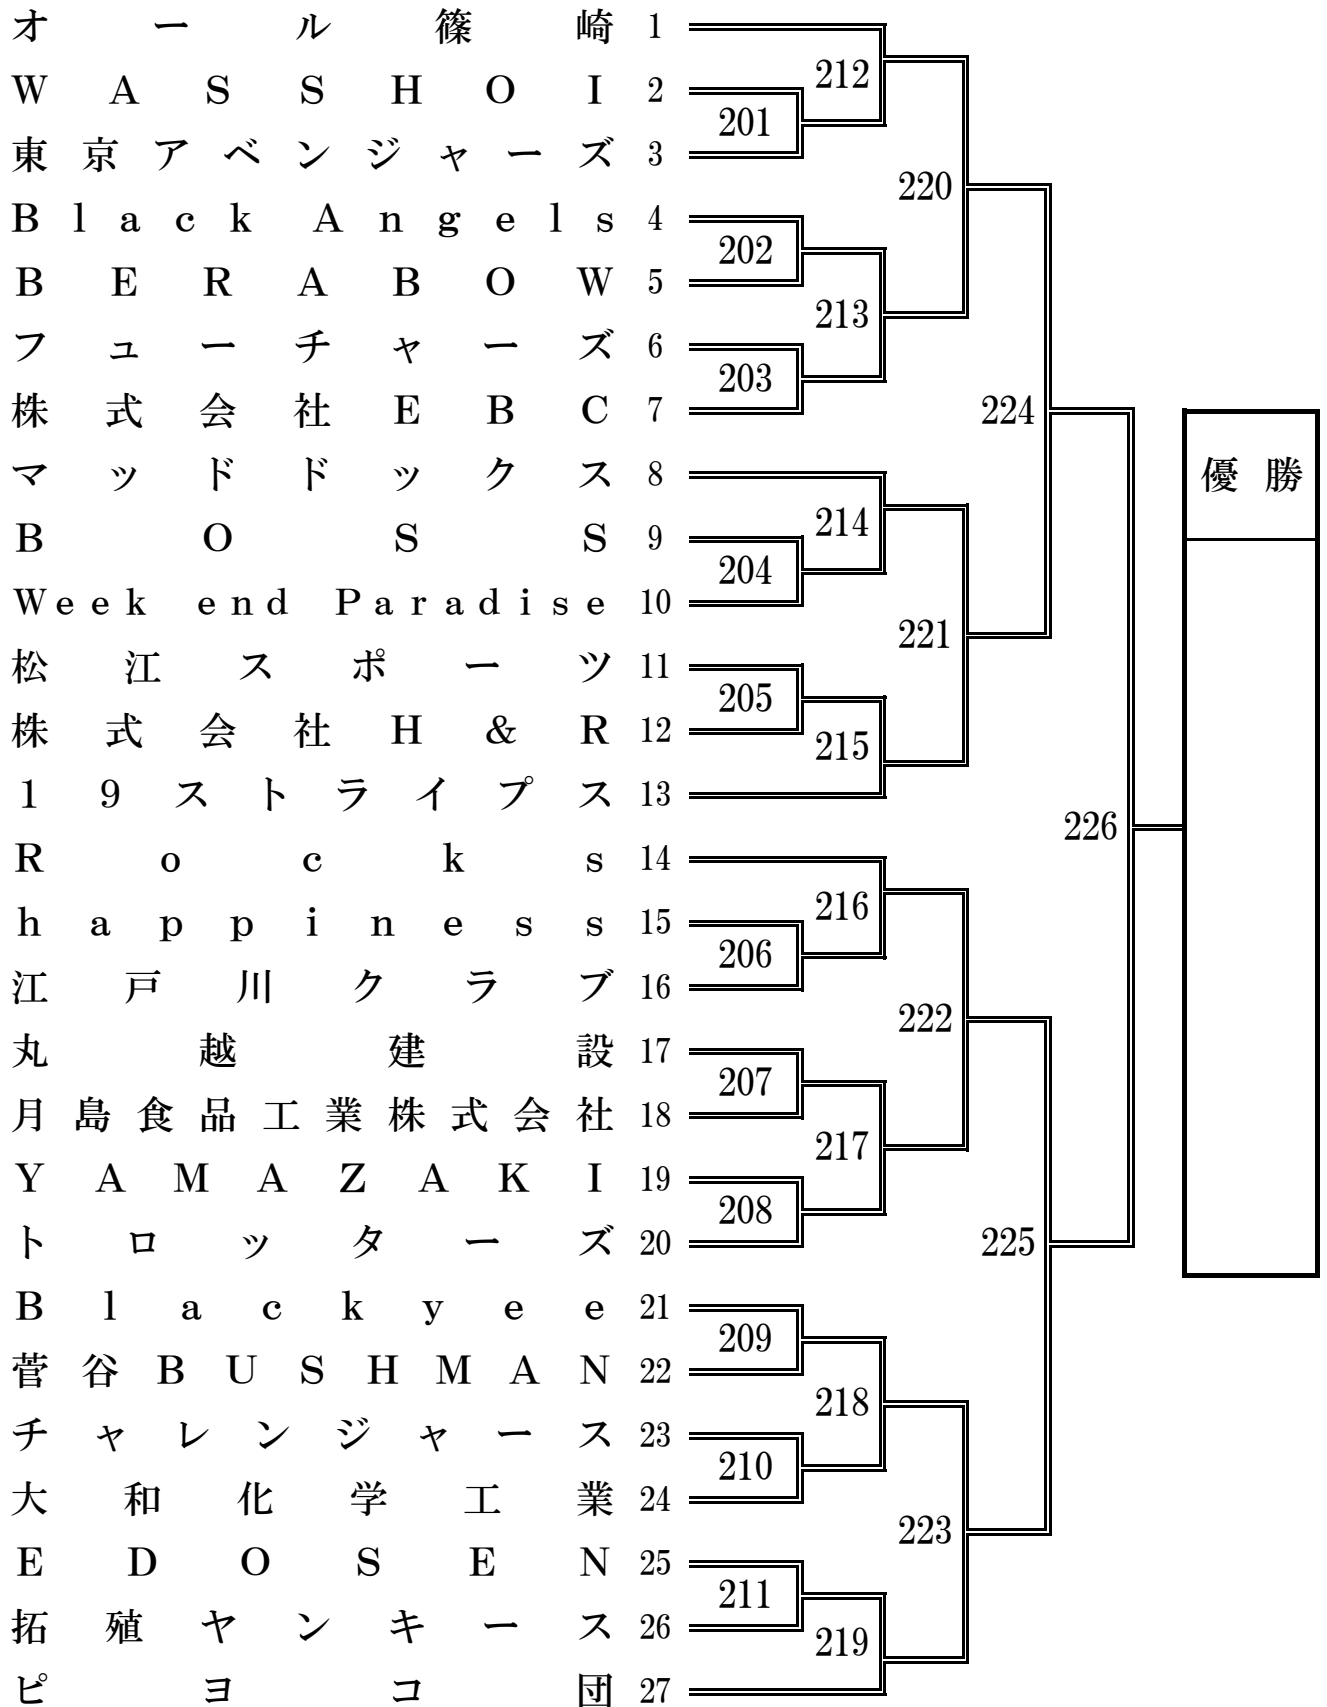 オール篠崎 1
WASSHOI 2
212
201
東京アベンジャーズ 3
220
Black Angels 4
202
BERABOW 5
213
フューチャーズ 6
203
株式会社EBC 7
224
マッドドックス 8
優勝
214
BOSS 9
204
Week end Paradise 10
221
松江スポーツ 11
205
株式会社H&R 12
215
19ストライプス 13
226
Rocks 14
216
happiness 15
206
江戸川クラブ 16
222
丸越建設 17
207
月島食品工業株式会社 18
217
YAMAZAKI 19
208
トロッターズ 20
225
Blackyee 21
209
菅谷BUSHMAN 22
218
チャレンジャース 23
210
大和化学工業 24
223
EDOSEN 25
211
拓殖ヤンキース 26
219
ピヨコ団 27